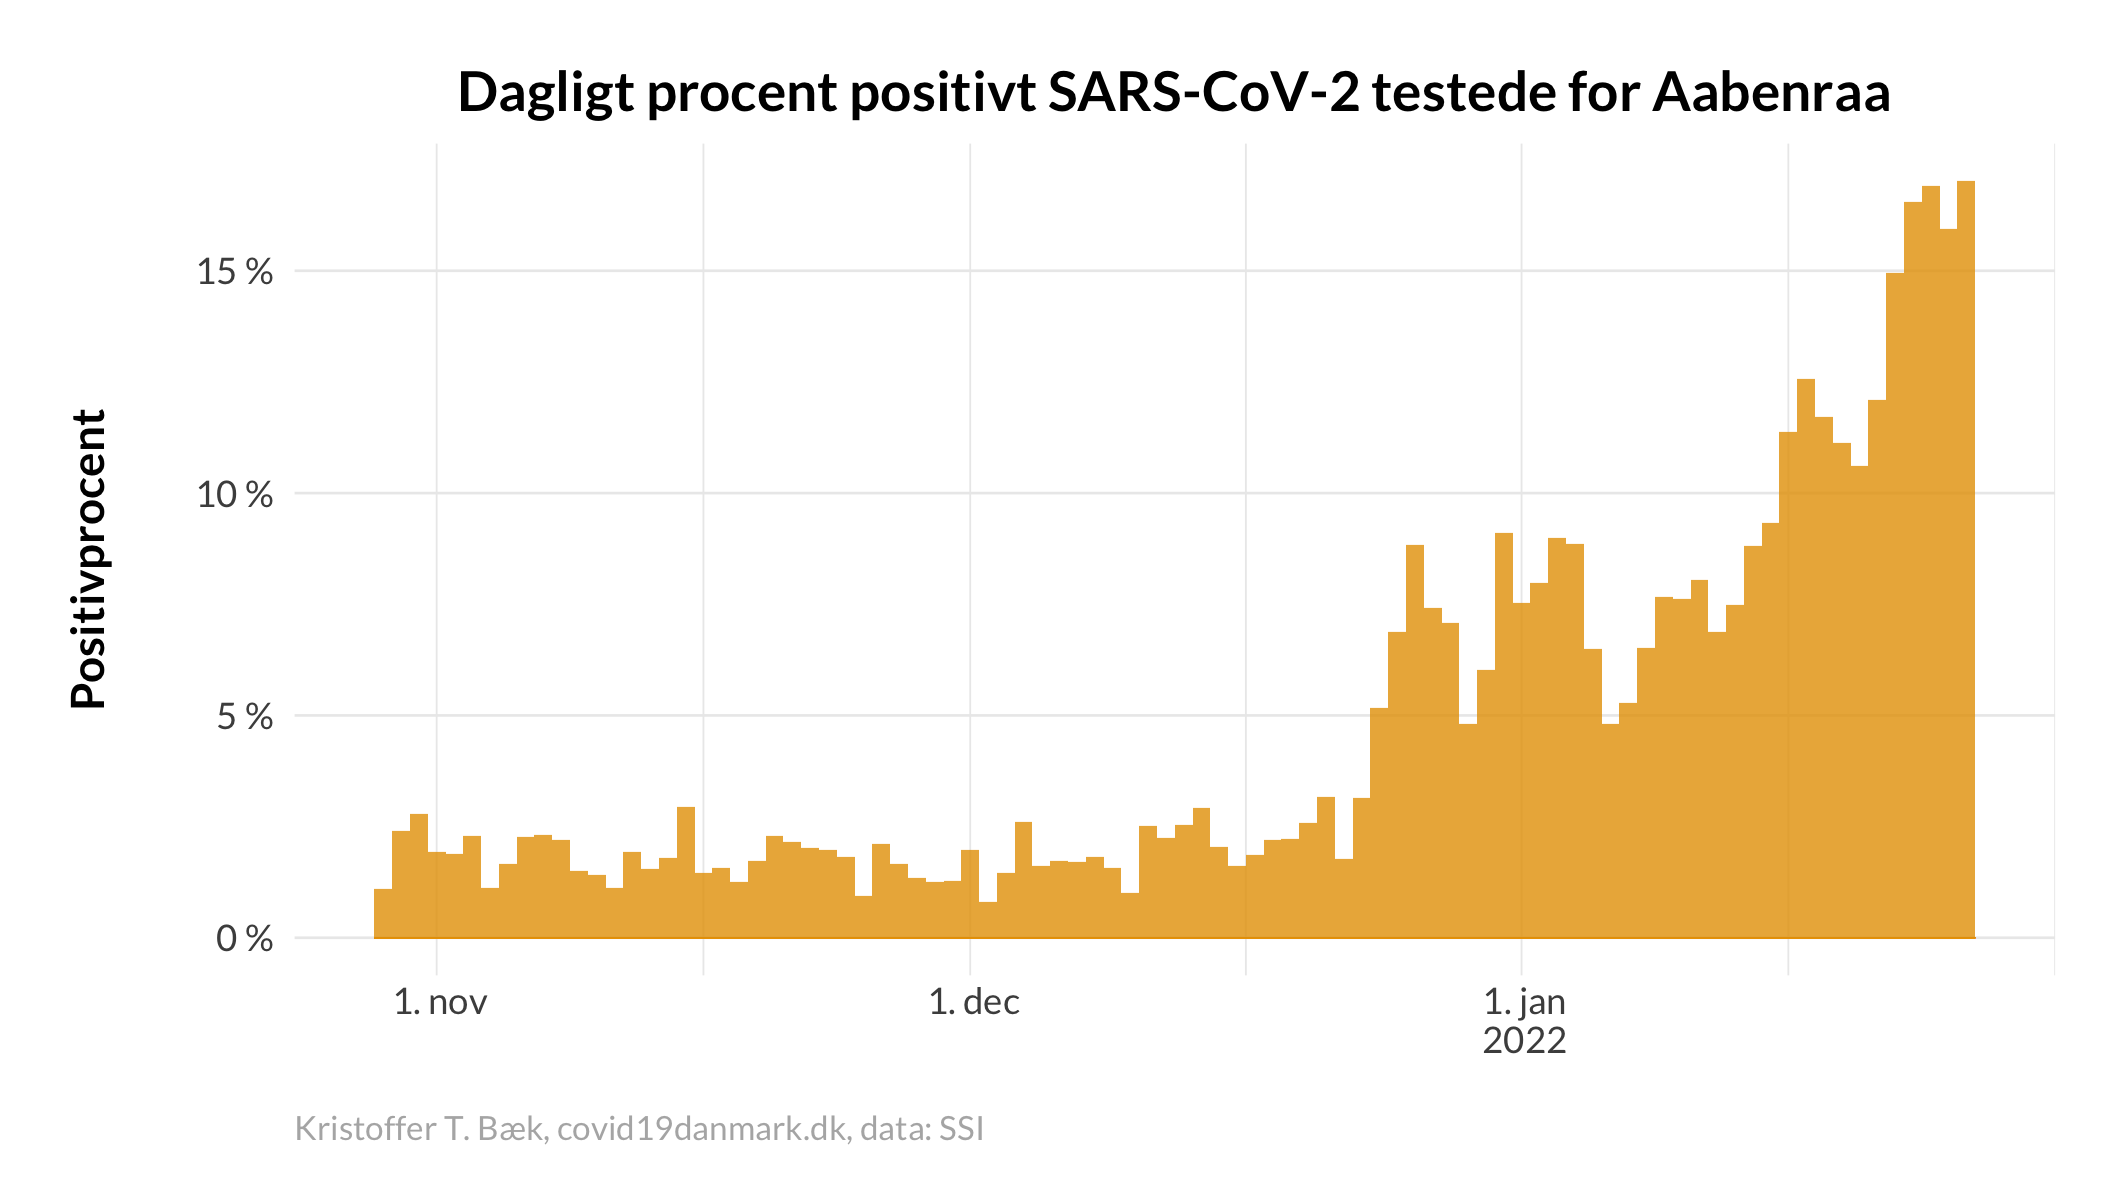 Dagligt procent positivt SARS-CoV-2 testede for Aabenraa
Positivprocent
15 %
10 %
5 %
0 %
1. nov
1. dec
1. jan
2022
Kristoffer T. Bæk, covid19danmark.dk, data: SSI